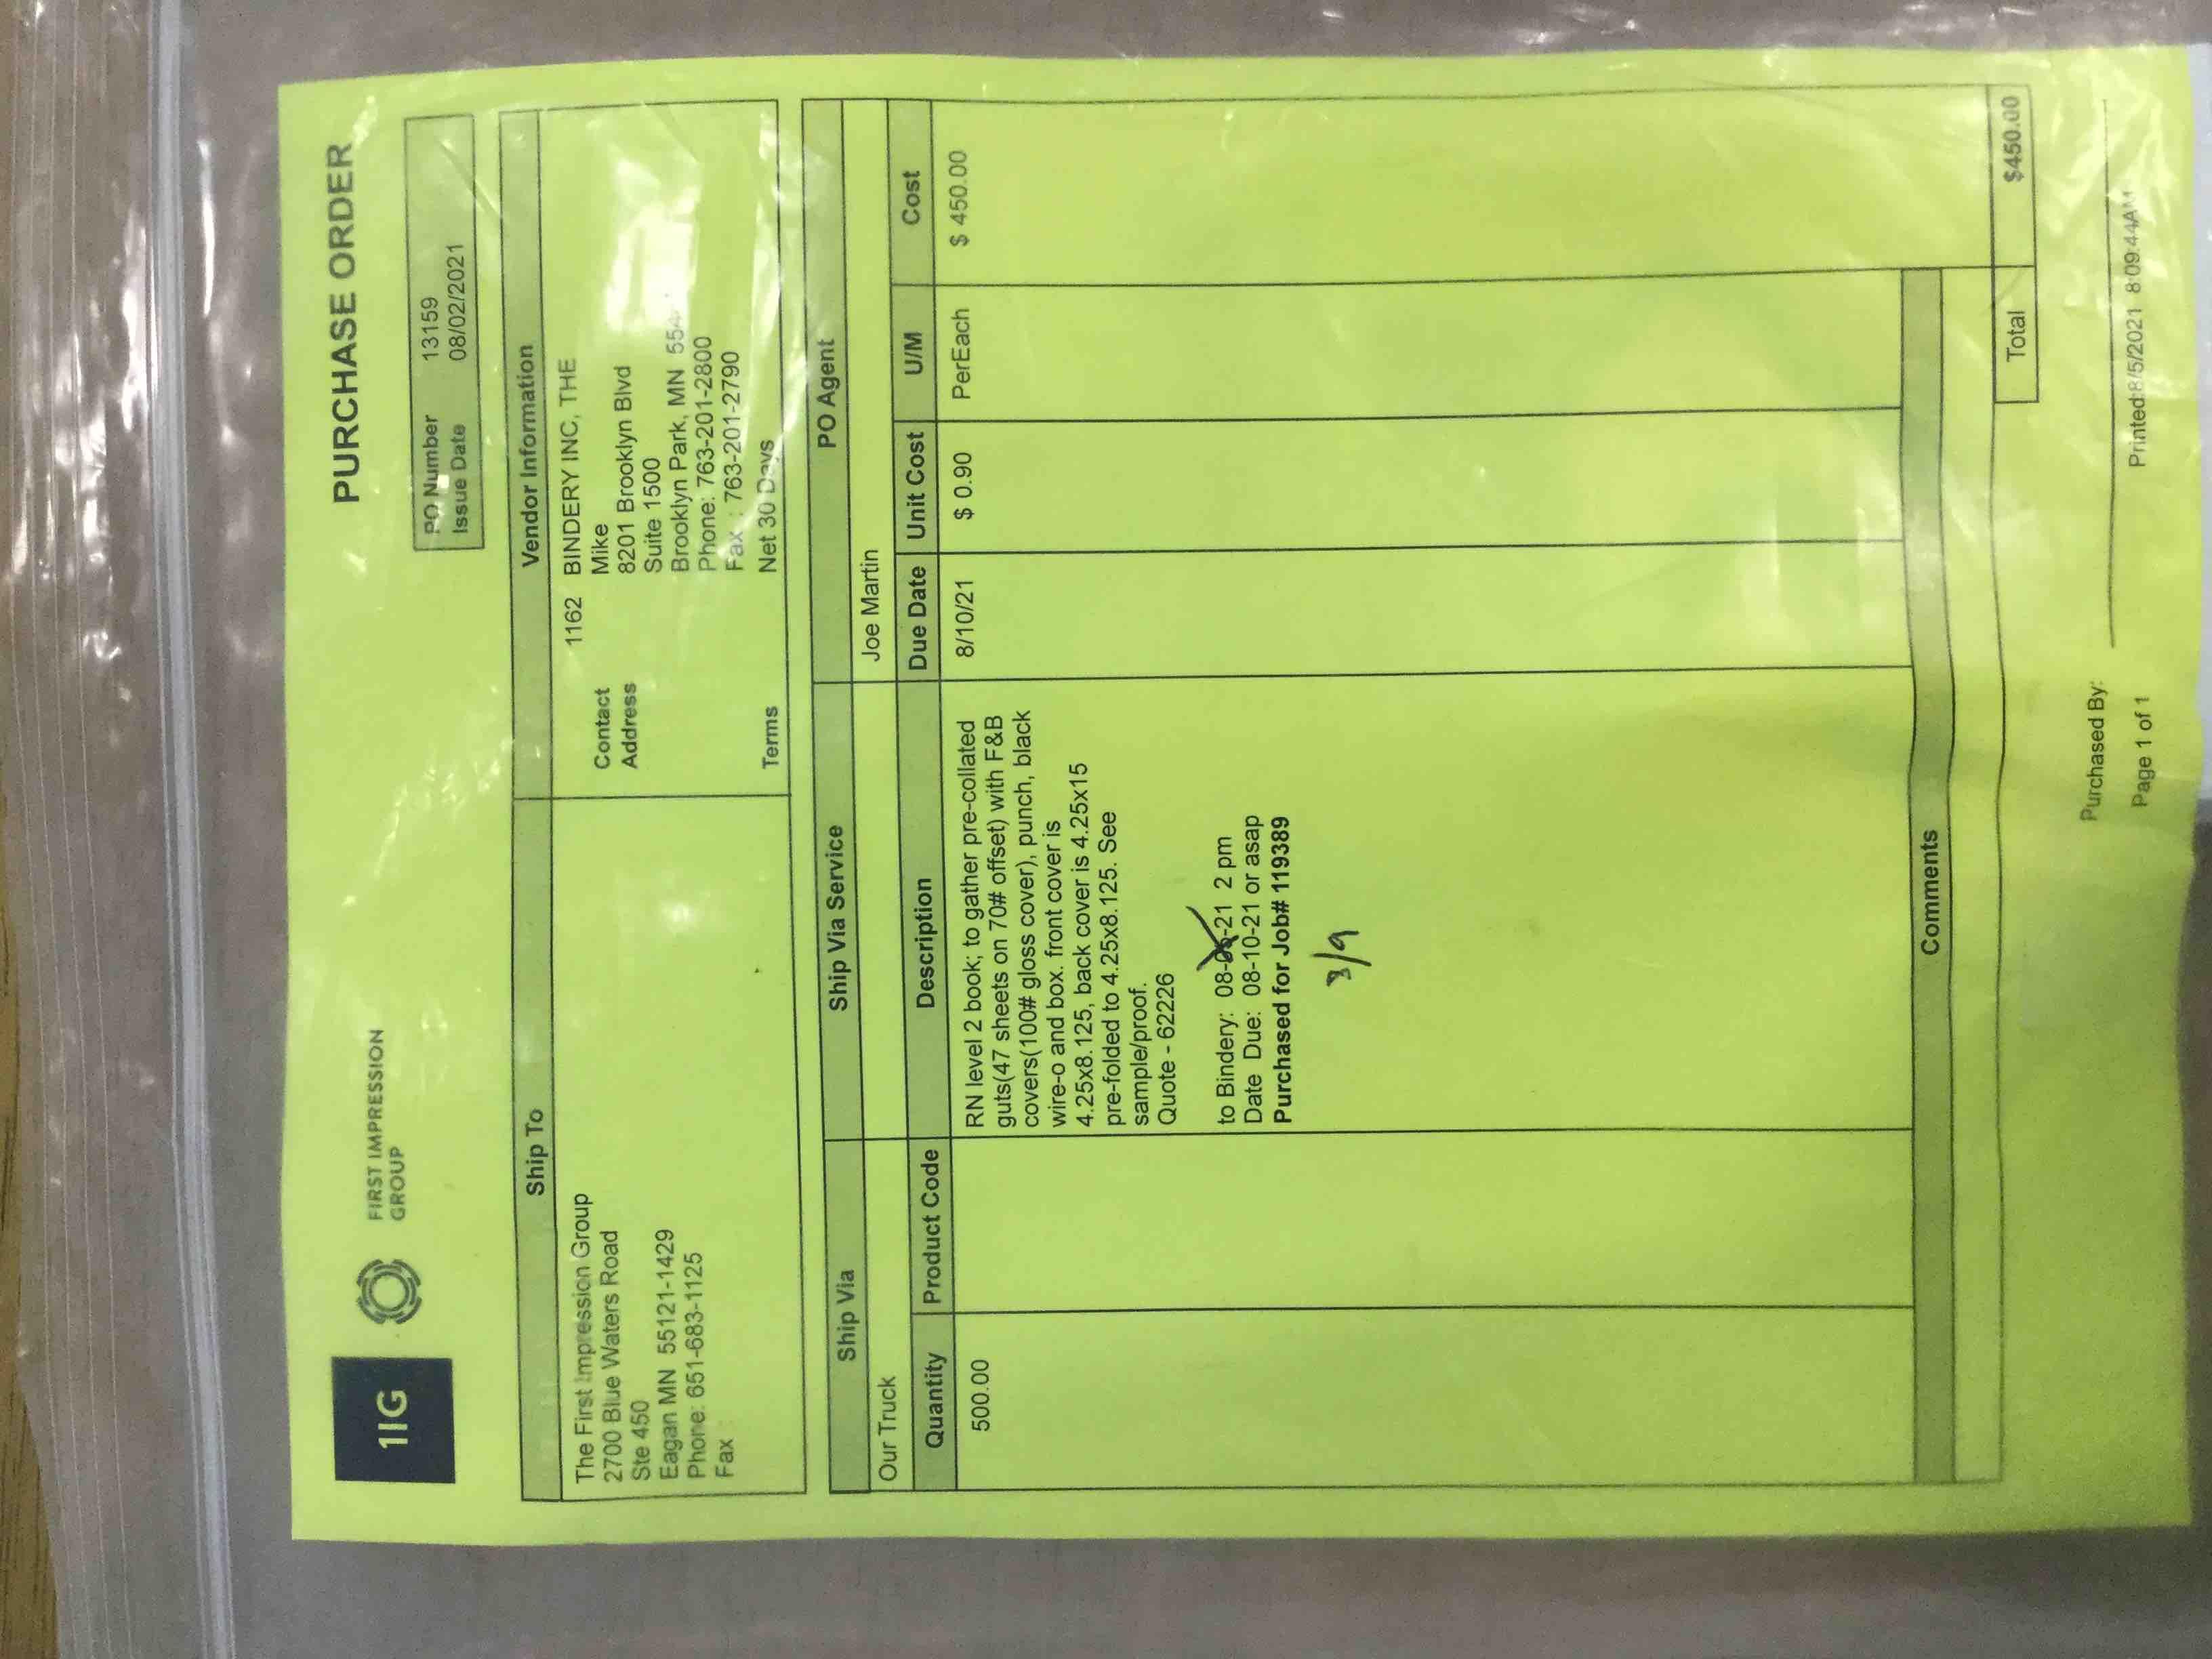 1IG
FIRST IMPRESSION
GROUP
PURCHASE ORDER
PO Number 13159
Issue Date 08/02/2021
Ship To
The First Impression Group
2700 Blue Waters Road
Ste 450
Eagan MN 55121-1429
Phone: 651-683-1125
Fax
Vendor Information
1162 BINDERY INC, THE
Contact Mike
Address 8201 Brooklyn Blvd
Suite 1500
Brooklyn Park, MN
Phone: 763-201-2800
Fax : 763-201-2790
Terms Net 30 Days
Ship Via Ship Via Service PO Agent
Our Truck Joe Martin
Quantity Product Code Description Due Date Unit Cost U/M Cost
500.00 RN level 2 book; to gather pre-collated 8/10/21 $ 0.90 PerEach $ 450.00
guts(47 sheets on 70# offset) with F&B
covers(100# gloss cover), punch, black
wire-o and box. front cover is
4.25x8.125, back cover is 4.25x15
pre-folded to 4.25x8.125. See
sample/proof.
Quote - 62226
to Bindery: 08- -21 2 pm
Date Due: 08-10-21 or asap
Purchased for Job# 119389
Comments
Total $450.00
Purchased By:
Page 1 of 1 Printed:8/5/2021 8:09:44AM